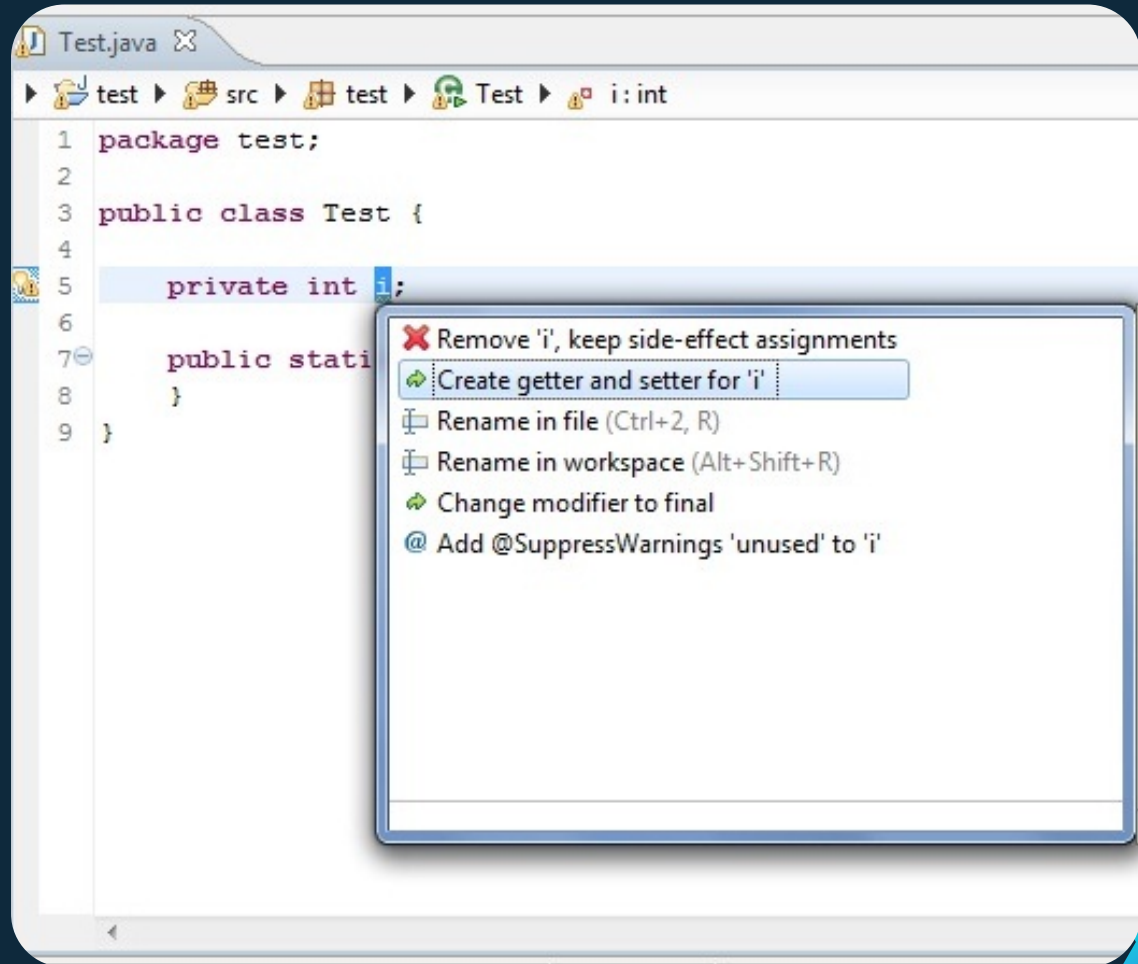 Test.java
test src test Test i : int
1 package test;
2
3 public class Test {
4
5 private int i;
6
7 public stati
8 }
9 }
Remove 'i', keep side-effect assignments
Create getter and setter for 'i'
Rename in file (Ctrl+2, R)
Rename in workspace (Alt+Shift+R)
Change modifier to final
@ Add @SuppressWarnings 'unused' to 'i'